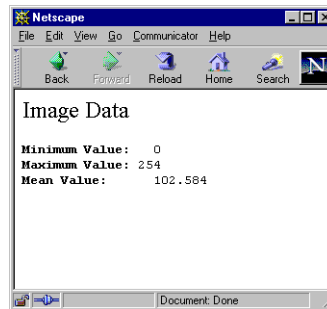 Netscape
File Edit View Go Communicator Help
Back Forward Reload Home Search N
Image Data
Minimum Value: 0
Maximum Value: 254
Mean Value: 102.584
Document: Done